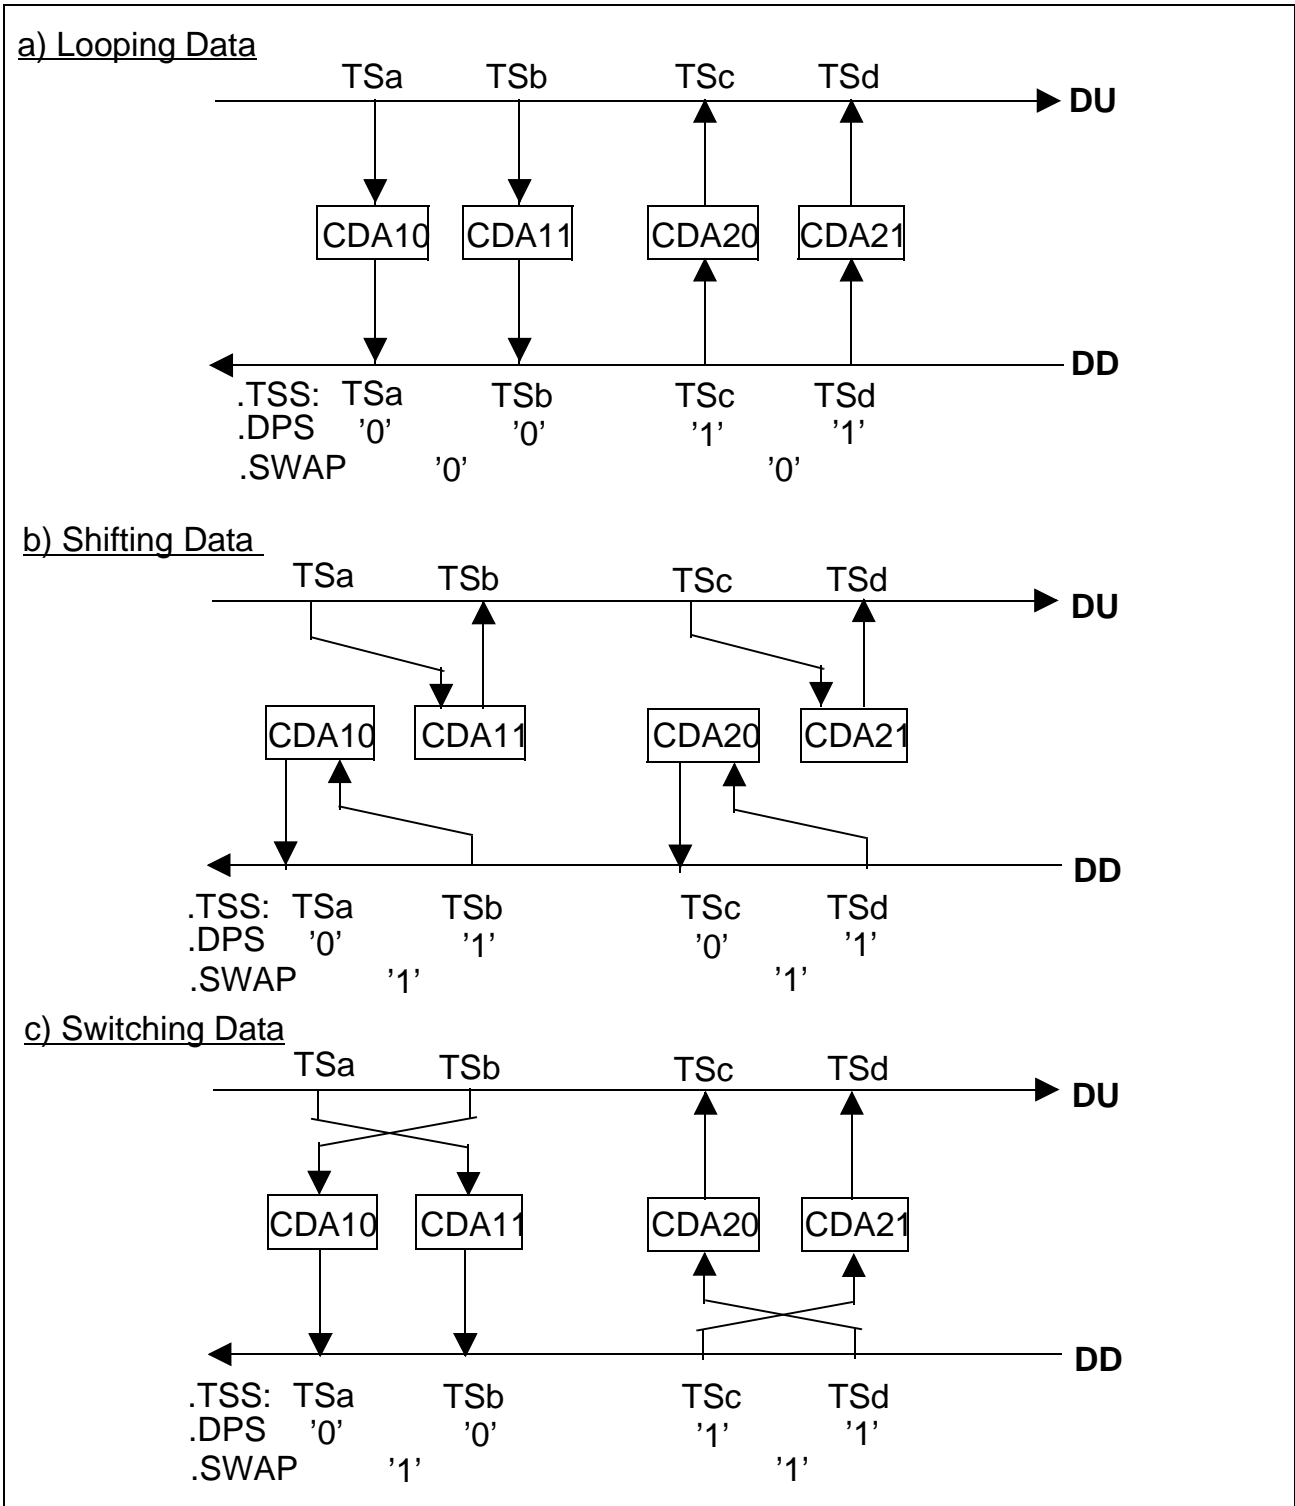 a) Looping Data
TSa TSb TSc TSd
DU
CDA10 CDA11 CDA20 CDA21
DD
.TSS: TSa TSb TSc TSd
.DPS '0' '0' '1' '1'
.SWAP '0' '0'
b) Shifting Data
TSa TSb TSc TSd
DU
CDA10 CDA11 CDA20 CDA21
DD
.TSS: TSa TSb TSc TSd
.DPS '0' '1' '0' '1'
.SWAP '1' '1'
c) Switching Data
TSa TSb TSc TSd
DU
CDA10 CDA11 CDA20 CDA21
DD
.TSS: TSa TSb TSc TSd
.DPS '0' '0' '1' '1'
.SWAP '1' '1'